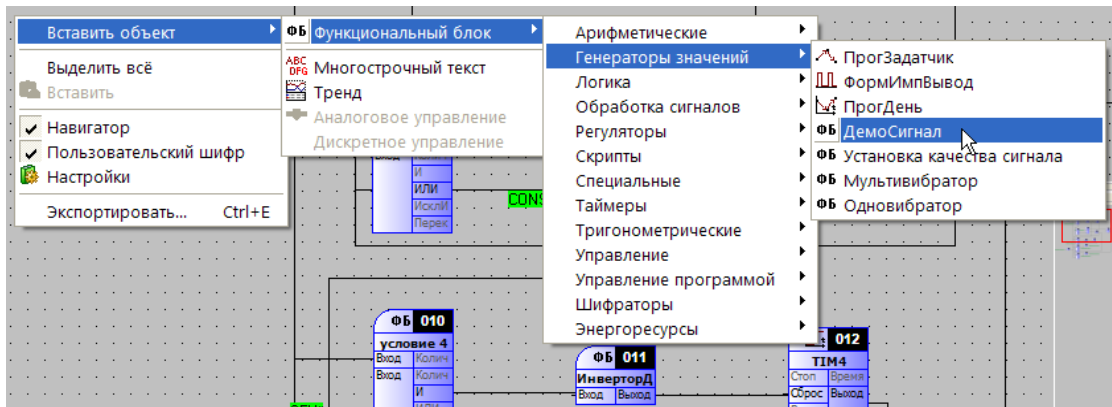 Вставить объект
Выделить всё
Вставить
Навигатор
Пользовательский шифр
Настройки
Экспортировать... Ctrl+E
ФБ Функциональный блок
ABC DFG Многострочный текст
Тренд
Аналоговое управление
Дискретное управление
Арифметические
Генераторы значений
Логика
Обработка сигналов
Регуляторы
Скрипты
Специальные
Таймеры
Тригонометрические
Управление
Управление программой
Шифраторы
Энергоресурсы
ПрогЗадатчик
ФормИмпВывод
ПрогДень
ФБ ДемоСигнал
ФБ Установка качества сигнала
ФБ Мультивибратор
ФБ Одновибратор
И
ИЛИ
ИсклИ
Перек
CONS
ФБ 010
условие 4
Вход Колич
Вход Колич
И
ФБ 011
ИнверторД
Вход Выход
012
TIM4
Стоп Время
Сброс Выход